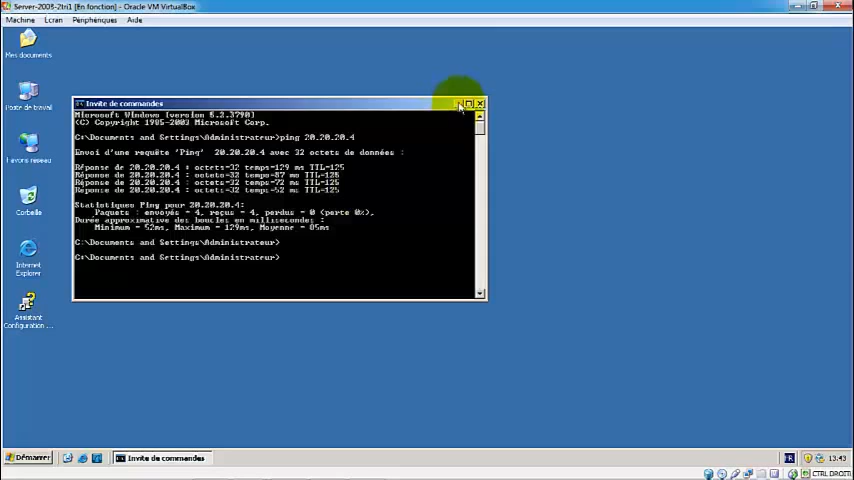 Server-2003-2tri1 [En fonction] - Oracle VM VirtualBox
Machine Ecran Périphériques Aide
Mes documents
Poste de travail
Favoris réseau
Corbeille
Internet
Explorer
Assistant
Configuration ...
Invite de commandes
Microsoft Windows [version 5.2.3790]
(C) Copyright 1985-2003 Microsoft Corp.
C:\Documents and Settings\Administrateur>ping 20.20.20.4
Envoi d'une requête 'Ping' 20.20.20.4 avec 32 octets de données :
Réponse de 20.20.20.4 : octets=32 temps=129 ms TTL=125
Réponse de 20.20.20.4 : octets=32 temps=87 ms TTL=125
Réponse de 20.20.20.4 : octets=32 temps=72 ms TTL=125
Réponse de 20.20.20.4 : octets=32 temps=52 ms TTL=125
Statistiques Ping pour 20.20.20.4:
Paquets : envoyés = 4, reçus = 4, perdus = 0 (perte 0%),
Durée approximative des boucles en millisecondes :
Minimum = 52ms, Maximum = 129ms, Moyenne = 85ms
C:\Documents and Settings\Administrateur>
C:\Documents and Settings\Administrateur>
Démarrer
Invite de commandes
FR
13:43
CTRL DROITE